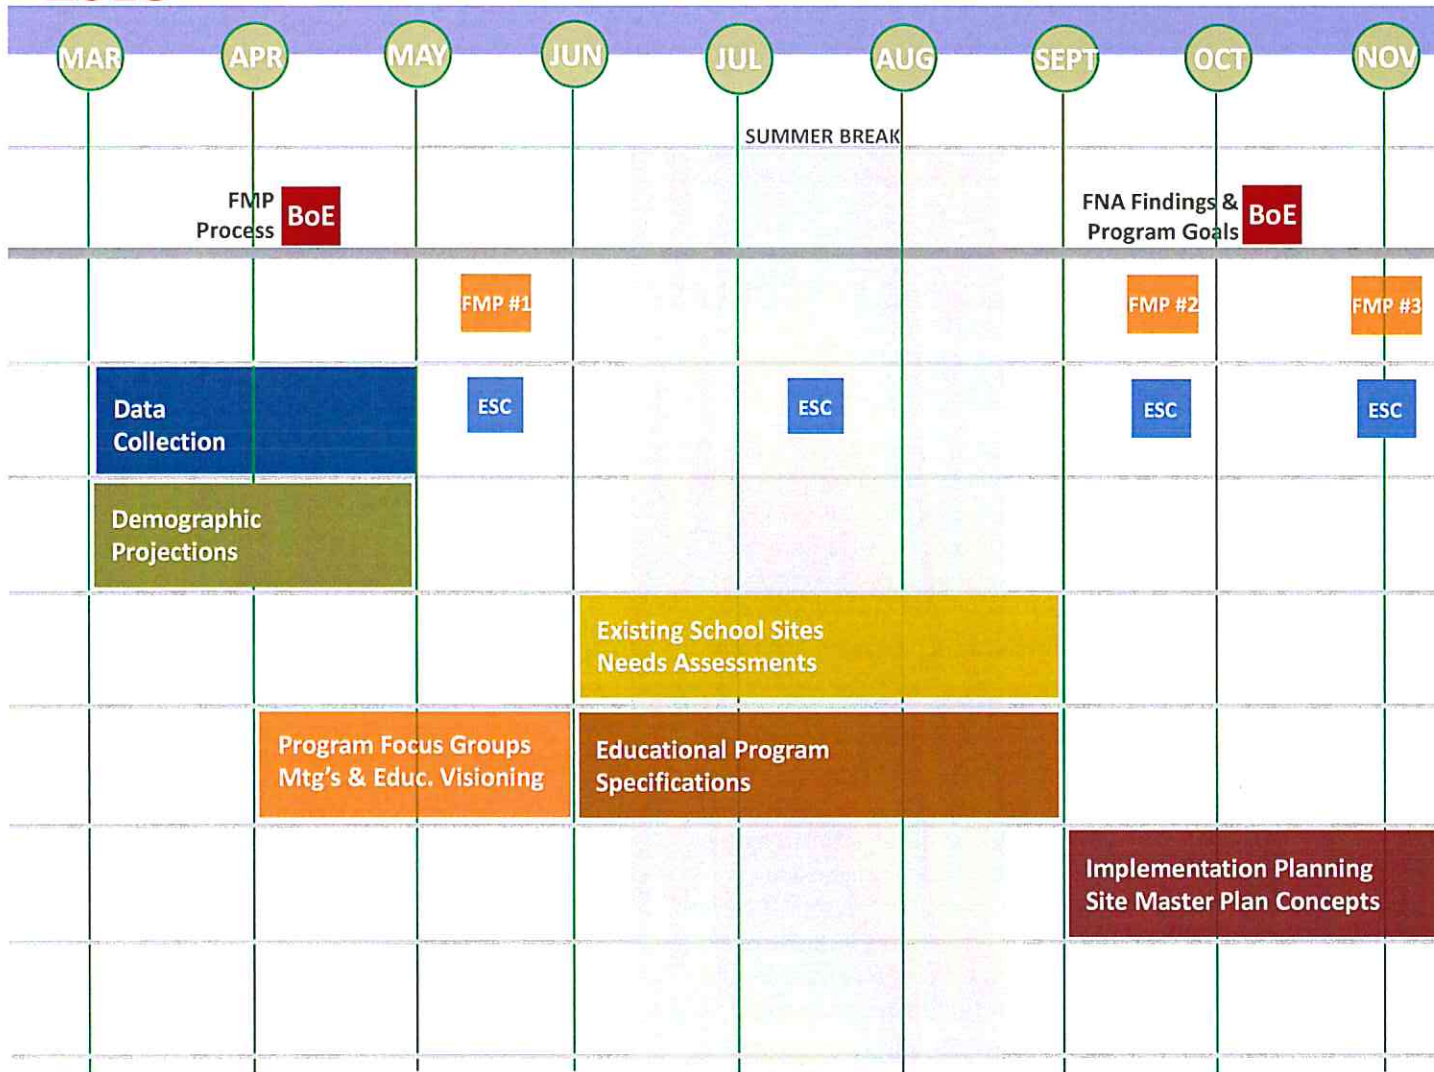 MAR APR MAY JUN JUL AUG SEPT OCT NOV
SUMMER BREAK
FMP
Process
BoE
FNA Findings &
Program Goals
BoE
FMP #1
FMP #2
FMP #3
Data
Collection
ESC
ESC
ESC
ESC
Demographic
Projections
Existing School Sites
Needs Assessments
Program Focus Groups
Mtg's & Educ. Visioning
Educational Program
Specifications
Implementation Planning
Site Master Plan Concepts